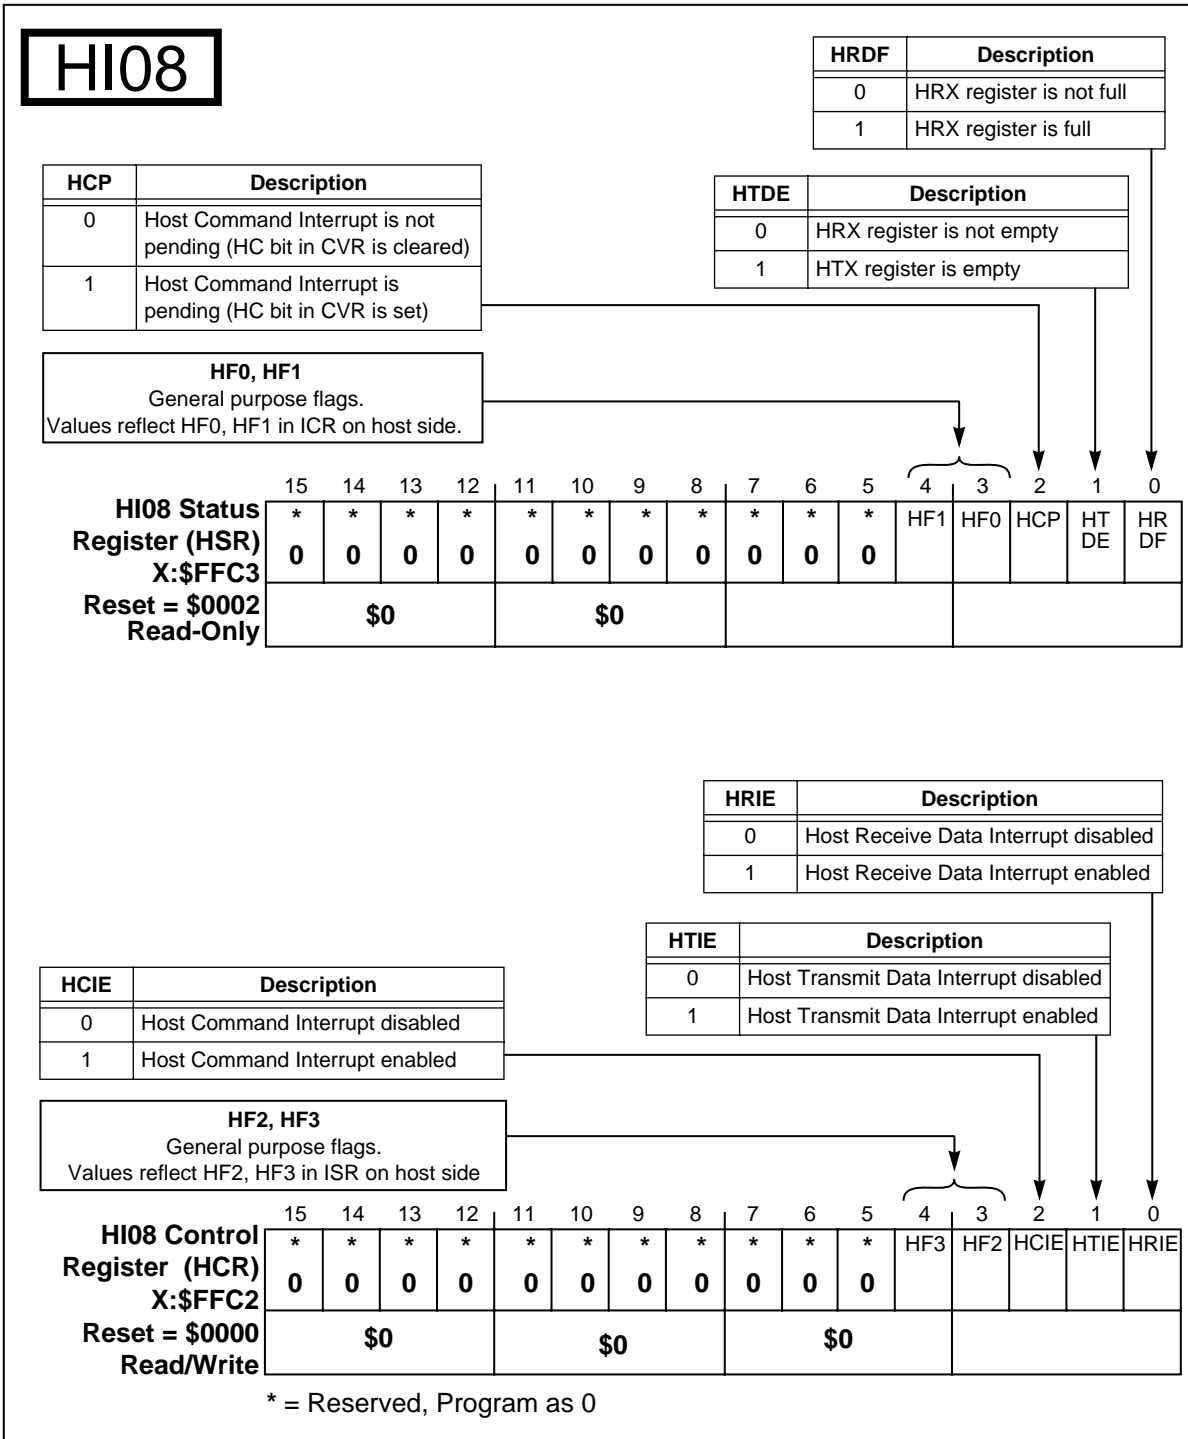 HI08
HRDF Description
0 HRX register is not full
1 HRX register is full
HCP Description
0 Host Command Interrupt is not
pending (HC bit in CVR is cleared)
1 Host Command Interrupt is
pending (HC bit in CVR is set)
HTDE Description
0 HRX register is not empty
1 HTX register is empty
HF0, HF1
General purpose flags.
Values reflect HF0, HF1 in ICR on host side.
15 14 13 12 11 10 9 8 7 6 5 4 3 2 1 0
HI08 Status
Register (HSR)
X:$FFC3
Reset = $0002
Read-Only
* * * * * * * * * * * HF1 HF0 HCP HT HR
DE DF
0 0 0 0 0 0 0 0 0 0 0
$0 $0
HRIE Description
0 Host Receive Data Interrupt disabled
1 Host Receive Data Interrupt enabled
HTIE Description
0 Host Transmit Data Interrupt disabled
1 Host Transmit Data Interrupt enabled
HCIE Description
0 Host Command Interrupt disabled
1 Host Command Interrupt enabled
HF2, HF3
General purpose flags.
Values reflect HF2, HF3 in ISR on host side
15 14 13 12 11 10 9 8 7 6 5 4 3 2 1 0
HI08 Control
Register (HCR)
X:$FFC2
Reset = $0000
Read/Write
* * * * * * * * * * * HF3 HF2 HCIE HTIE HRIE
0 0 0 0 0 0 0 0 0 0 0
$0 $0 $0
* = Reserved, Program as 0